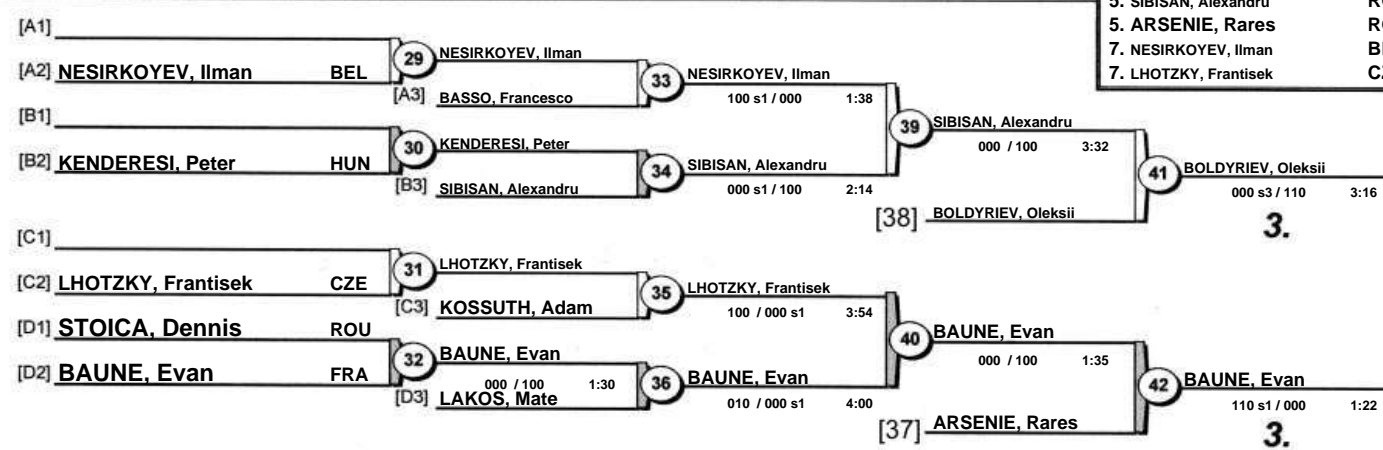 5. SIBISAN, Alexandru
5. ARSENIE, Rares
7. NESIRKOYEV, Ilman
7. LHOTZKY, Frantisek
[A1]
[A2] NESIRKOYEV, Ilman BEL
29
NESIRKOYEV, Ilman
[A3] BASSO, Francesco
33
NESIRKOYEV, Ilman
100 s1 / 000 1:38
[B1]
[B2] KENDERESI, Peter HUN
30
KENDERESI, Peter
[B3] SIBISAN, Alexandru
34
SIBISAN, Alexandru
000 s1 / 100 2:14
39
SIBISAN, Alexandru
000 / 100 3:32
[38] BOLDYRIEV, Oleksii
41
BOLDYRIEV, Oleksii
000 s3 / 110 3:16
3.
[C1]
[C2] LHOTZKY, Frantisek CZE
31
LHOTZKY, Frantisek
[C3] KOSSUTH, Adam
35
LHOTZKY, Frantisek
100 / 000 s1 3:54
[D1] STOICA, Dennis ROU
[D2] BAUNE, Evan FRA
32
BAUNE, Evan
000 / 100 1:30
[D3] LAKOS, Mate
36
BAUNE, Evan
010 / 000 s1 4:00
40
BAUNE, Evan
000 / 100 1:35
[37] ARSENIE, Rares
42
BAUNE, Evan
110 s1 / 000 1:22
3.